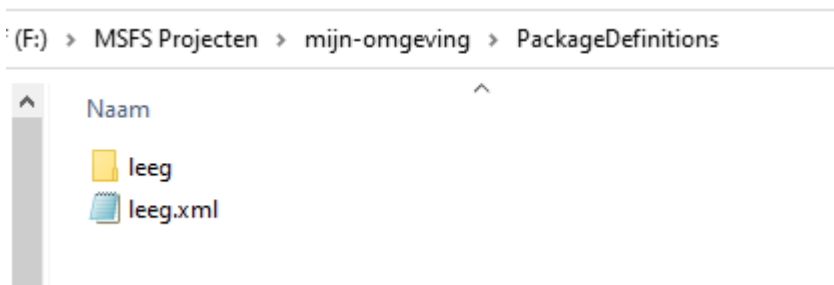 (F:) > MSFS Projecten > mijn-omgeving > PackageDefinitions
Naam
leeg
leeg.xml